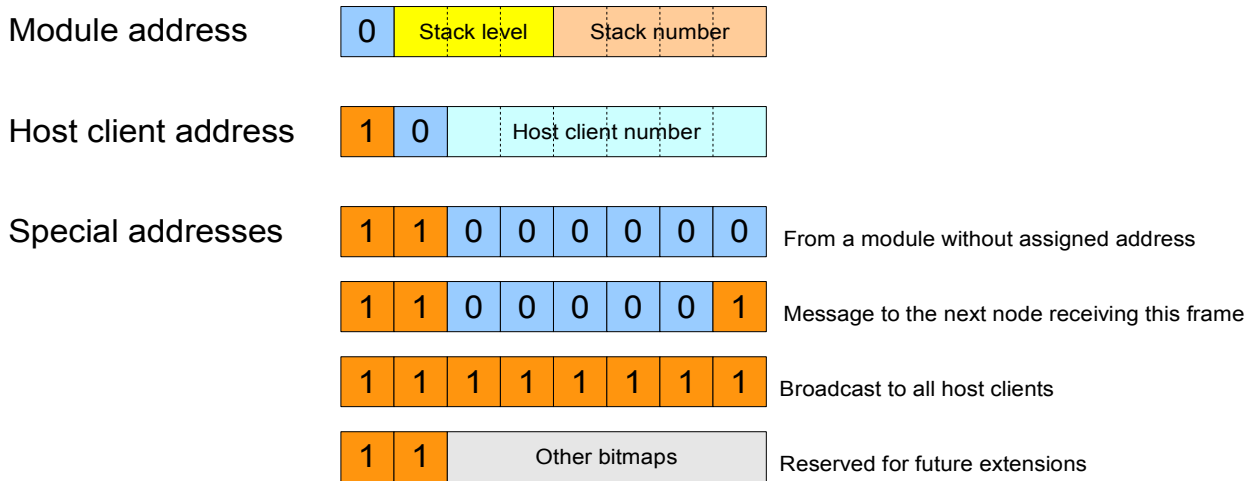 Module address 0 Stack level Stack number
Host client address 1 0 Host client number
Special addresses 1 1 0 0 0 0 0 0 From a module without assigned address
1 1 0 0 0 0 0 1 Message to the next node receiving this frame
1 1 1 1 1 1 1 1 Broadcast to all host clients
1 1 Other bitmaps Reserved for future extensions